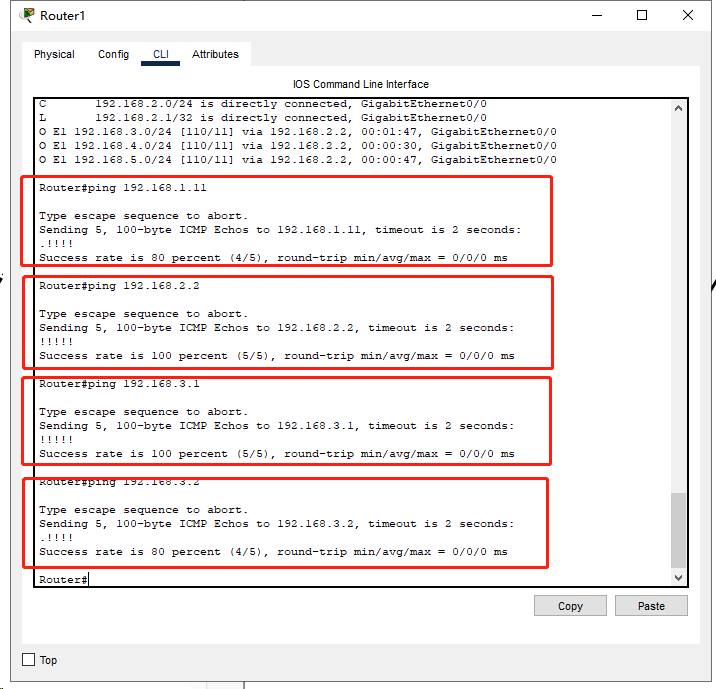 Router1
Physical Config CLI Attributes
IOS Command Line Interface
C 192.168.2.0/24 is directly connected, GigabitEthernet0/0
L 192.168.2.1/32 is directly connected, GigabitEthernet0/0
O E1 192.168.3.0/24 [110/11] via 192.168.2.2, 00:01:47, GigabitEthernet0/0
O E1 192.168.4.0/24 [110/11] via 192.168.2.2, 00:00:30, GigabitEthernet0/0
O E1 192.168.5.0/24 [110/11] via 192.168.2.2, 00:00:47, GigabitEthernet0/0
Router#ping 192.168.1.11
Type escape sequence to abort.
Sending 5, 100-byte ICMP Echos to 192.168.1.11, timeout is 2 seconds:
.!!!!
Success rate is 80 percent (4/5), round-trip min/avg/max = 0/0/0 ms
Router#ping 192.168.2.2
Type escape sequence to abort.
Sending 5, 100-byte ICMP Echos to 192.168.2.2, timeout is 2 seconds:
!!!!!
Success rate is 100 percent (5/5), round-trip min/avg/max = 0/0/0 ms
Router#ping 192.168.3.1
Type escape sequence to abort.
Sending 5, 100-byte ICMP Echos to 192.168.3.1, timeout is 2 seconds:
!!!!!
Success rate is 100 percent (5/5), round-trip min/avg/max = 0/0/0 ms
Router#ping 192.168.3.2
Type escape sequence to abort.
Sending 5, 100-byte ICMP Echos to 192.168.3.2, timeout is 2 seconds:
.!!!!
Success rate is 80 percent (4/5), round-trip min/avg/max = 0/0/0 ms
Router#
Copy Paste
Top